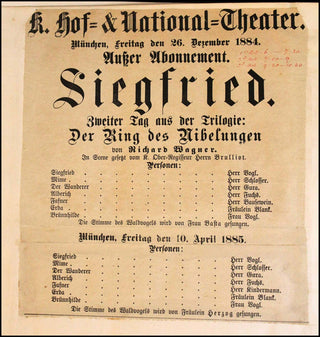 K. Hof= & National=Theater.
München, Freitag den 26. Dezember 1884.
Außer Abonnement.
Siegfried.
Zweiter Tag aus der Trilogie:
Der Ring des Nibelungen
von Richard Wagner.
In Scene gesetzt vom K. Ober-Regisseur Herrn Brulliot.
Personen:
Siegfried . . . . . . . . Herr Vogl.
Mime . . . . . . . . Herr Schlosser.
Der Wanderer . . . . . . . . Herr Gura.
Alberich . . . . . . . . Herr Fuchs.
Fafner . . . . . . . . Herr Bausewein.
Erda . . . . . . . . Fräulein Blank.
Brünnhilde . . . . . . . . Frau Vogl.
Die Stimme des Waldvogels wird von Frau Basta gesungen.
München, Freitag den 10. April 1885.
Personen:
Siegfried . . . . . . . . Herr Vogl.
Mime . . . . . . . . Herr Schlosser.
Der Wanderer . . . . . . . . Herr Gura.
Alberich . . . . . . . . Herr Fuchs.
Fafner . . . . . . . . Herr Kindermann.
Erda . . . . . . . . Fräulein Blank.
Brünnhilde . . . . . . . . Frau Vogl.
Die Stimme des Waldvogels wird von Fräulein Herzog gesungen.